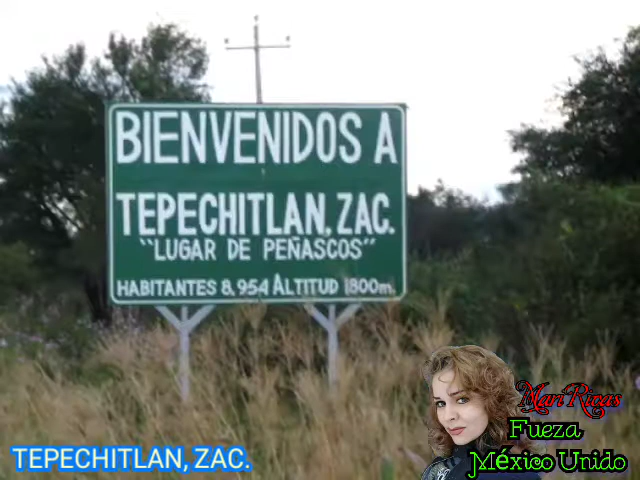 BIENVENIDOS A
TEPECHITLAN, ZAC.
"LUGAR DE PEÑASCOS"
HABITANTES 8,954 ALTITUD 1800m.
Mari Rivas
Fueza
México Unido
TEPECHITLAN, ZAC.